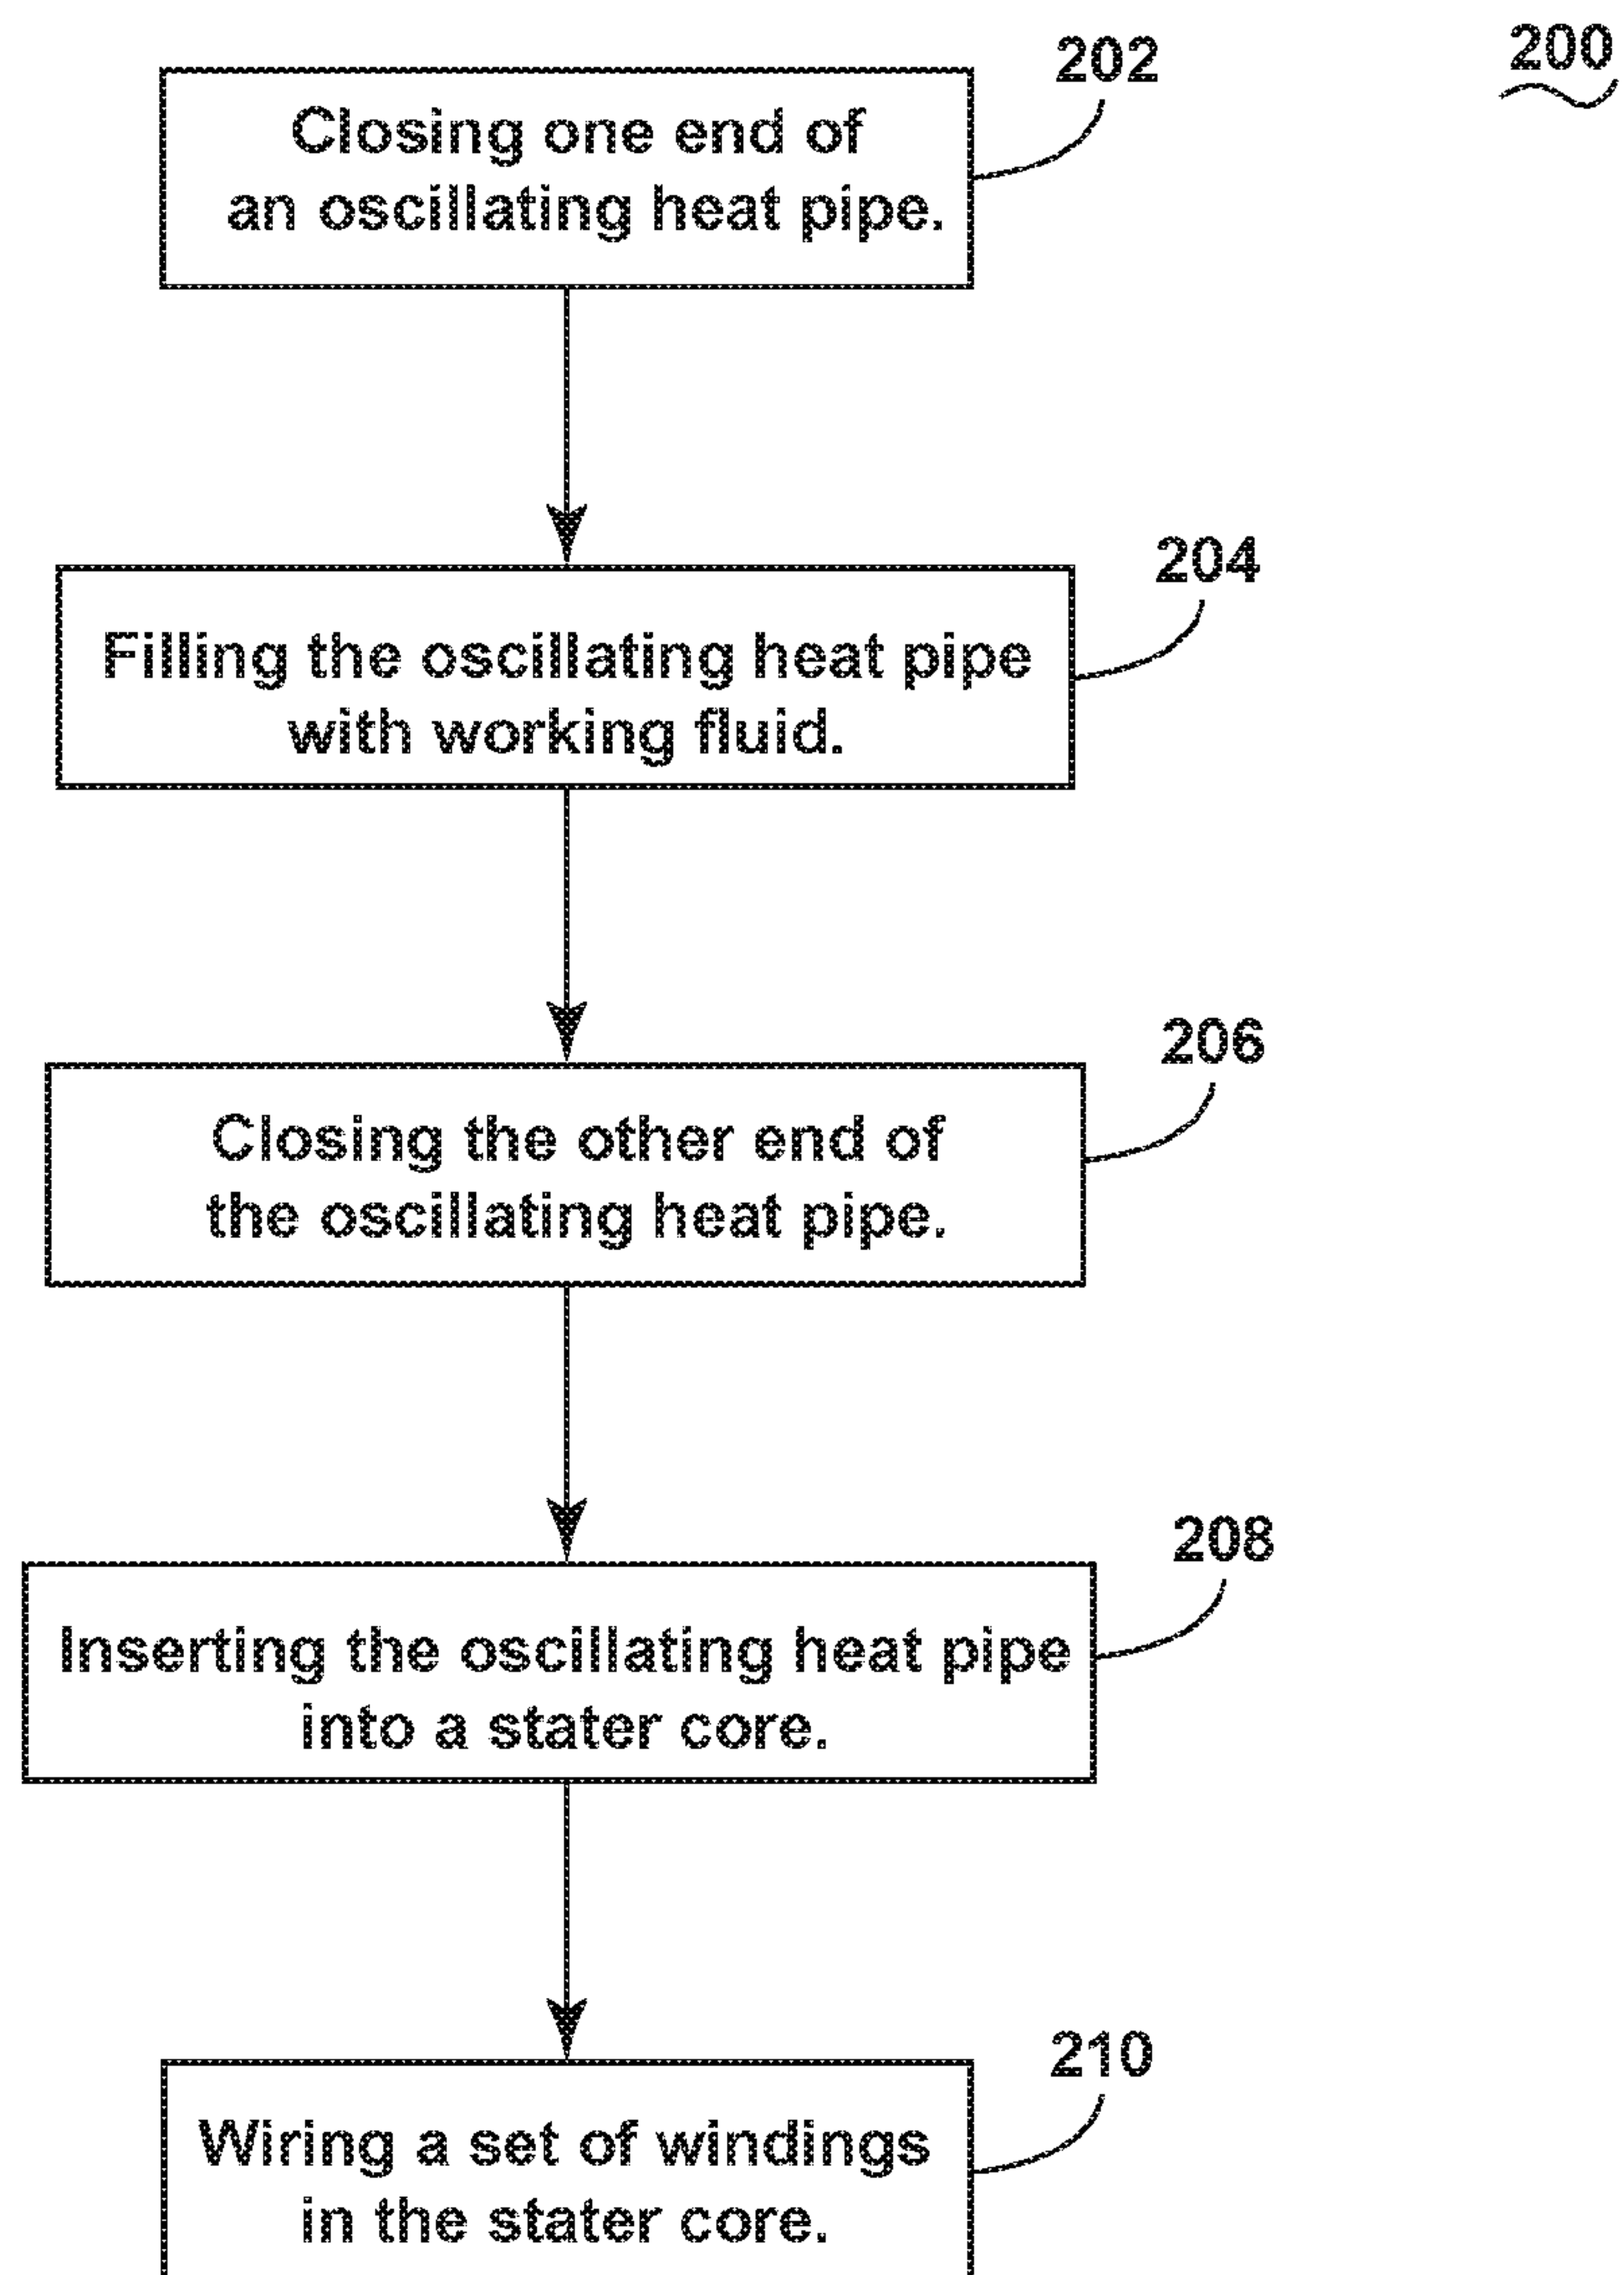 200
202
Closing one end of
an oscillating heat pipe.
204
Filling the oscillating heat pipe
with working fluid.
206
Closing the other end of
the oscillating heat pipe.
208
Inserting the oscillating heat pipe
into a stater core.
210
Wiring a set of windings
in the stater core.